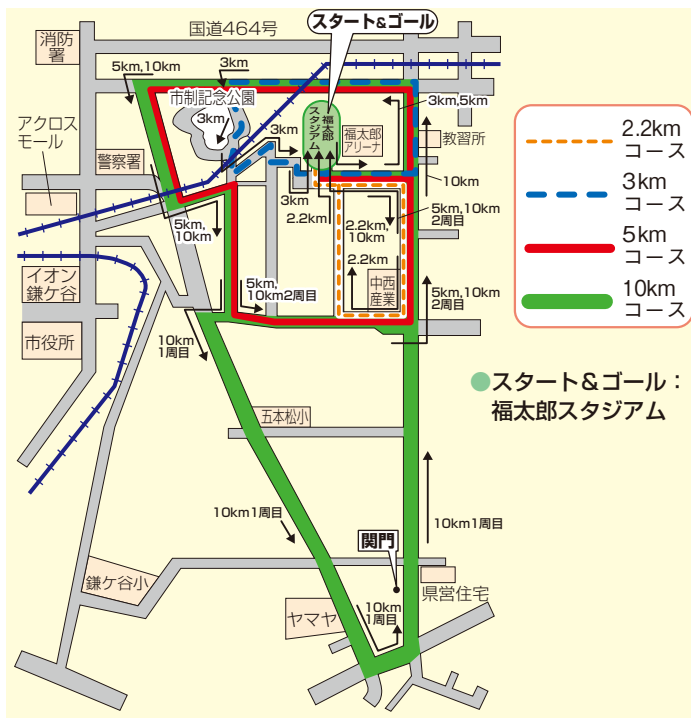 国道464号
スタート&ゴール
消防
署
5km,10km
3km
市制記念公園
3km
3km
福太郎
スタジアム
福太郎
アリーナ
3km,5km
教習所
アクロス
モール
警察署
10km
3km
2.2km
5km,
10km
2.2km,
10km
5km,10km
2周目
2.2km
中西
産業
イオン
鎌ケ谷
市役所
5km,
10km2周目
5km,10km
2周目
10km
1周目
五本松小
10km1周目
10km1周目
関門
鎌ケ谷小
県営住宅
ヤマヤ
10km
1周目
2.2km
コース
3km
コース
5km
コース
10km
コース
●スタート&ゴール：
福太郎スタジアム